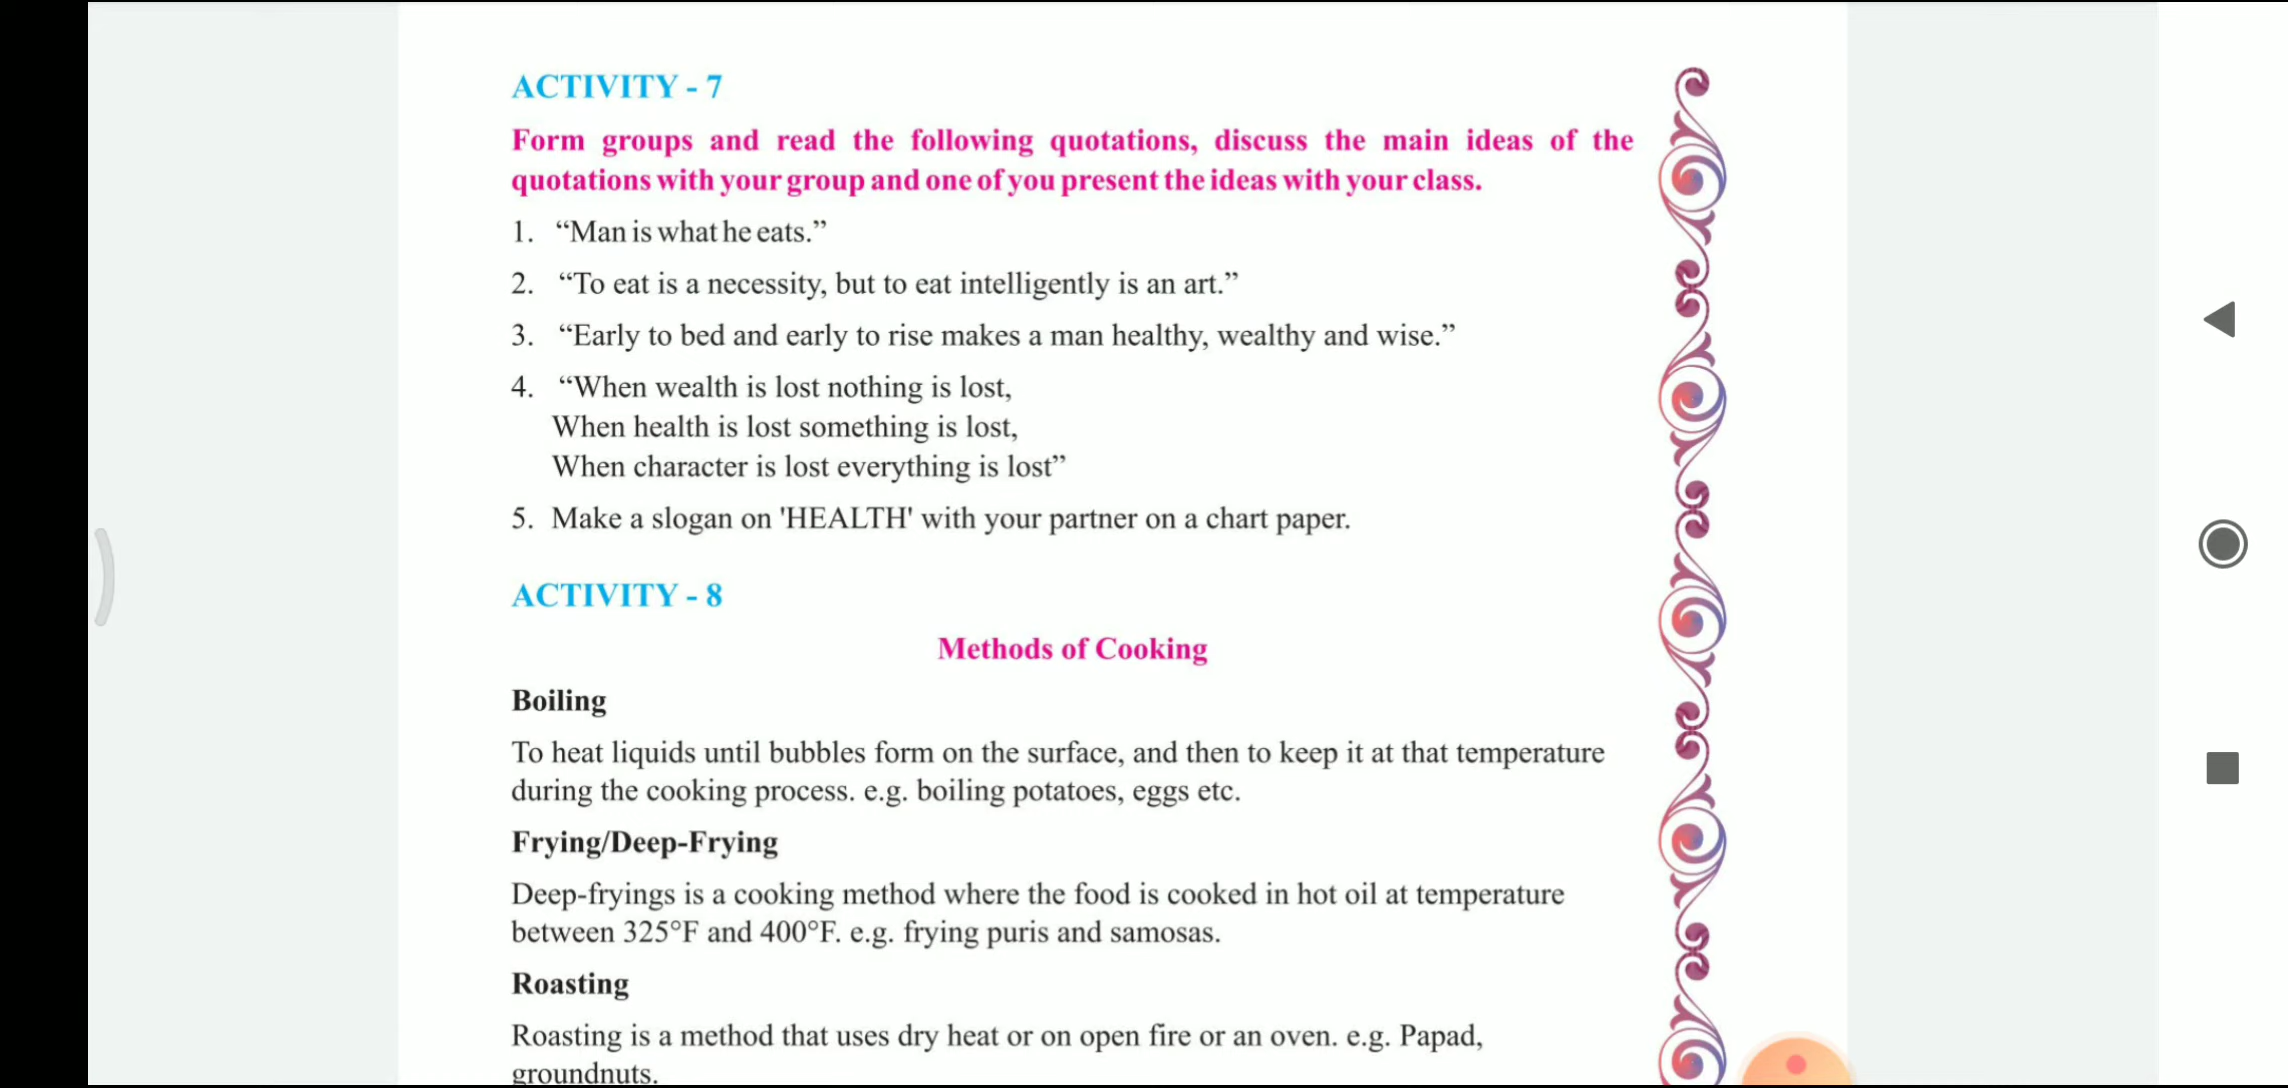 ACTIVITY - 7
Form groups and read the following quotations, discuss the main ideas of the
quotations with your group and one of you present the ideas with your class.
1. “Man is what he eats.”
2. “To eat is a necessity, but to eat intelligently is an art.”
3. “Early to bed and early to rise makes a man healthy, wealthy and wise.”
4. “When wealth is lost nothing is lost,
When health is lost something is lost,
When character is lost everything is lost”
5. Make a slogan on 'HEALTH' with your partner on a chart paper.
ACTIVITY - 8
Methods of Cooking
Boiling
To heat liquids until bubbles form on the surface, and then to keep it at that temperature
during the cooking process. e.g. boiling potatoes, eggs etc.
Frying/Deep-Frying
Deep-fryings is a cooking method where the food is cooked in hot oil at temperature
between 325°F and 400°F. e.g. frying puris and samosas.
Roasting
Roasting is a method that uses dry heat or on open fire or an oven. e.g. Papad,
groundnuts.